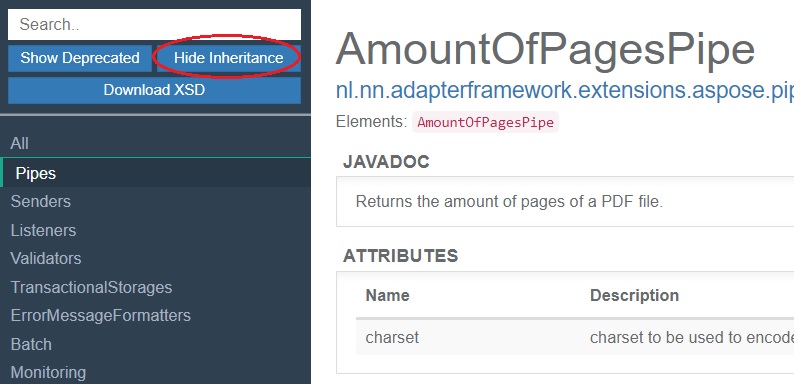 Search..
Show Deprecated
Hide Inheritance
Download XSD
All
Pipes
Senders
Listeners
Validators
TransactionalStorages
ErrorMessageFormatters
Batch
Monitoring
AmountOfPagesPipe
nl.nn.adapterframework.extensions.aspose.pip
Elements: AmountOfPagesPipe
JAVADOC
Returns the amount of pages of a PDF file.
ATTRIBUTES
Name Description
charset charset to be used to encode